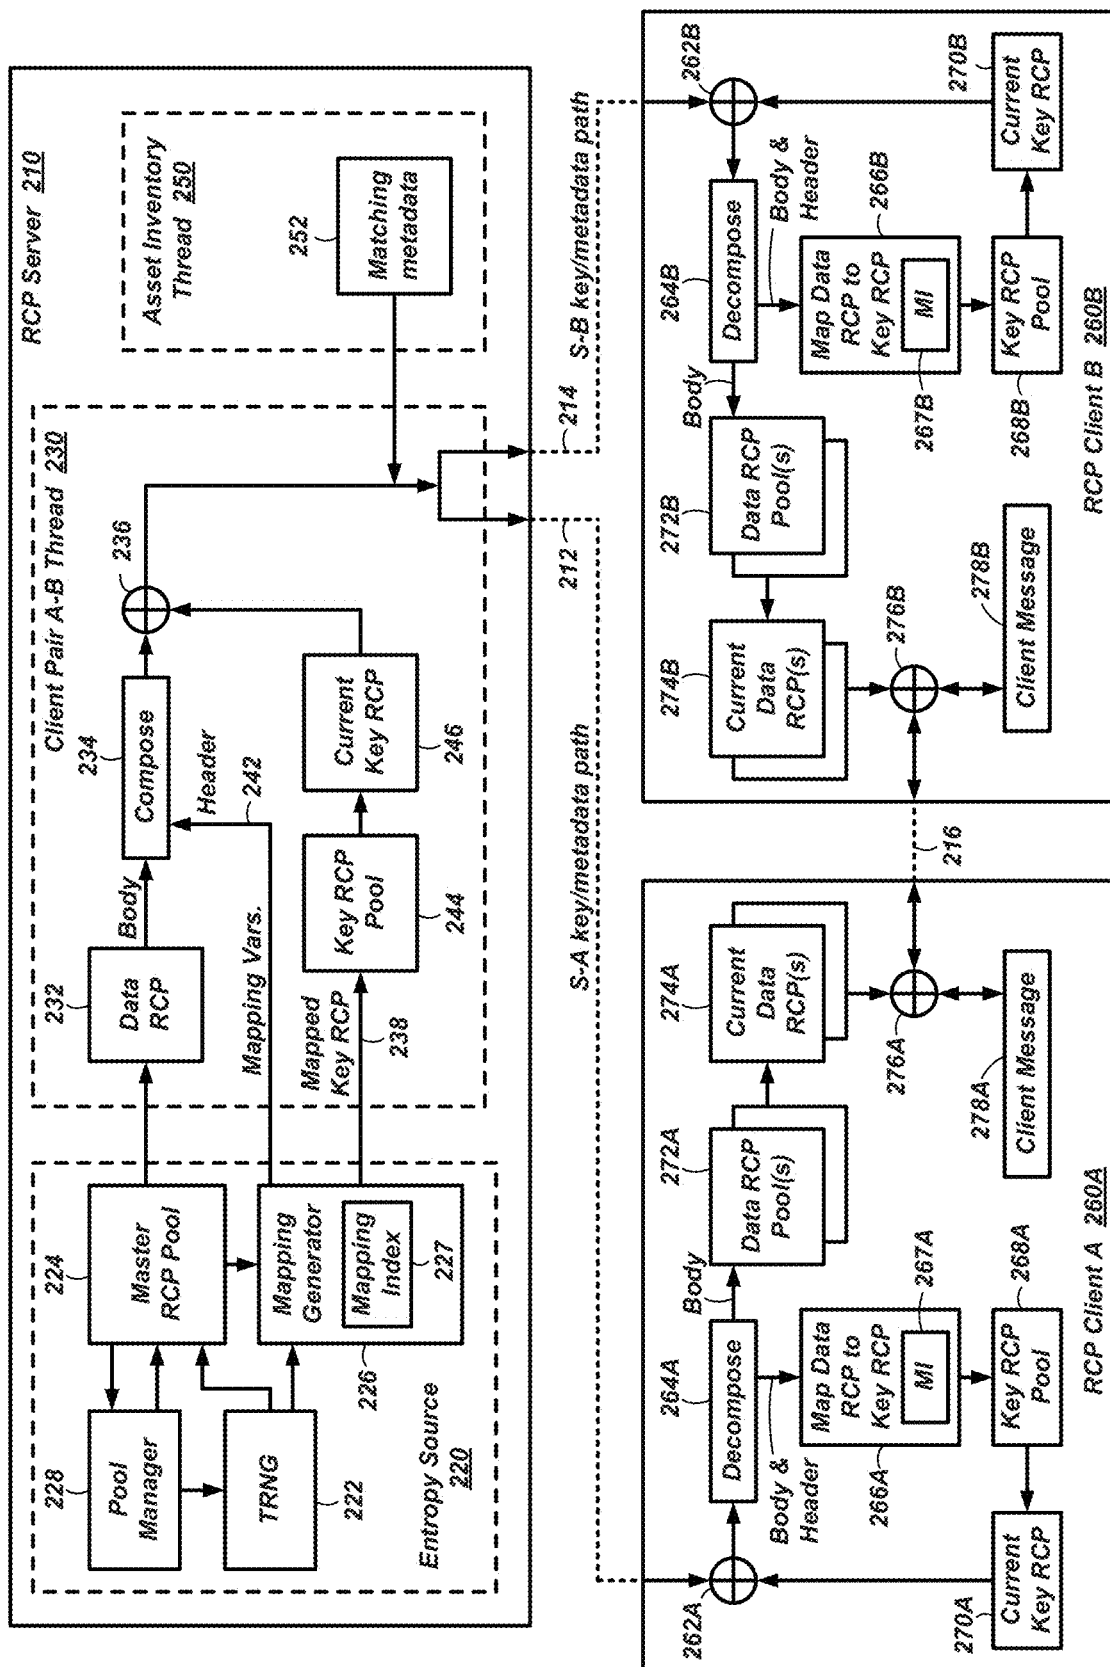 RCP Server 210
Entropy Source 220
228
Pool
Manager
TRNG
222
224
Master
RCP Pool
Mapping
Generator
Mapping
Index
227
226
Client Pair A-B Thread 230
232
Data
RCP
Body
234
Compose
236
Header
242
Mapping Vars.
Mapped
Key RCP
238
Key RCP
Pool
244
Current
Key RCP
246
Asset Inventory
Thread 250
252
Matching
metadata
212
214
S-A key/metadata path
S-B key/metadata path
262A
264A
Decompose
Body
Body &
Header
Map Data
RCP to
Key RCP
MI
267A
266A
268A
Key RCP
Pool
270A
Current
Key RCP
272A
Data RCP
Pool(s)
274A
Current
Data
RCP(s)
276A
278A
Client Message
RCP Client A 260A
216
274B
Current
Data
RCP(s)
276B
278B
Client Message
272B
Data RCP
Pool(s)
Body
264B
Decompose
Body &
Header
262B
Map Data
RCP to
Key RCP
MI
267B
266B
268B
Key RCP
Pool
270B
Current
Key RCP
RCP Client B 260B